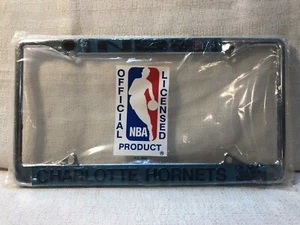 OFFICIAL
LICENSED
NBA
PRODUCT ®
CHARLOTTE HORNETS